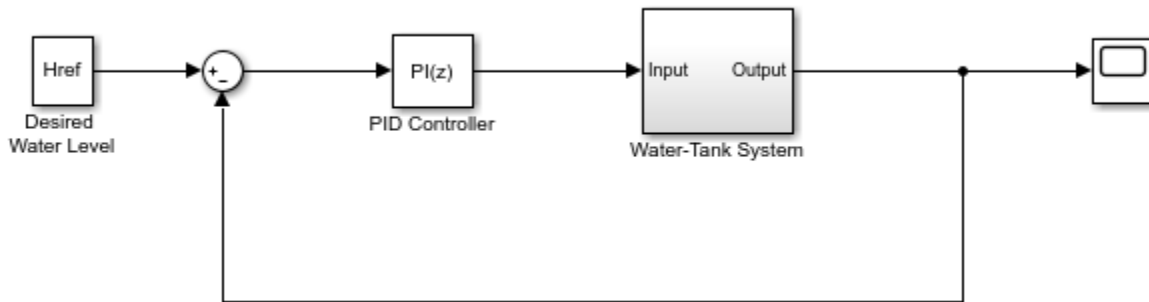 Href
+
−
PI(z)
Input
Output
Desired
Water Level
PID Controller
Water-Tank System